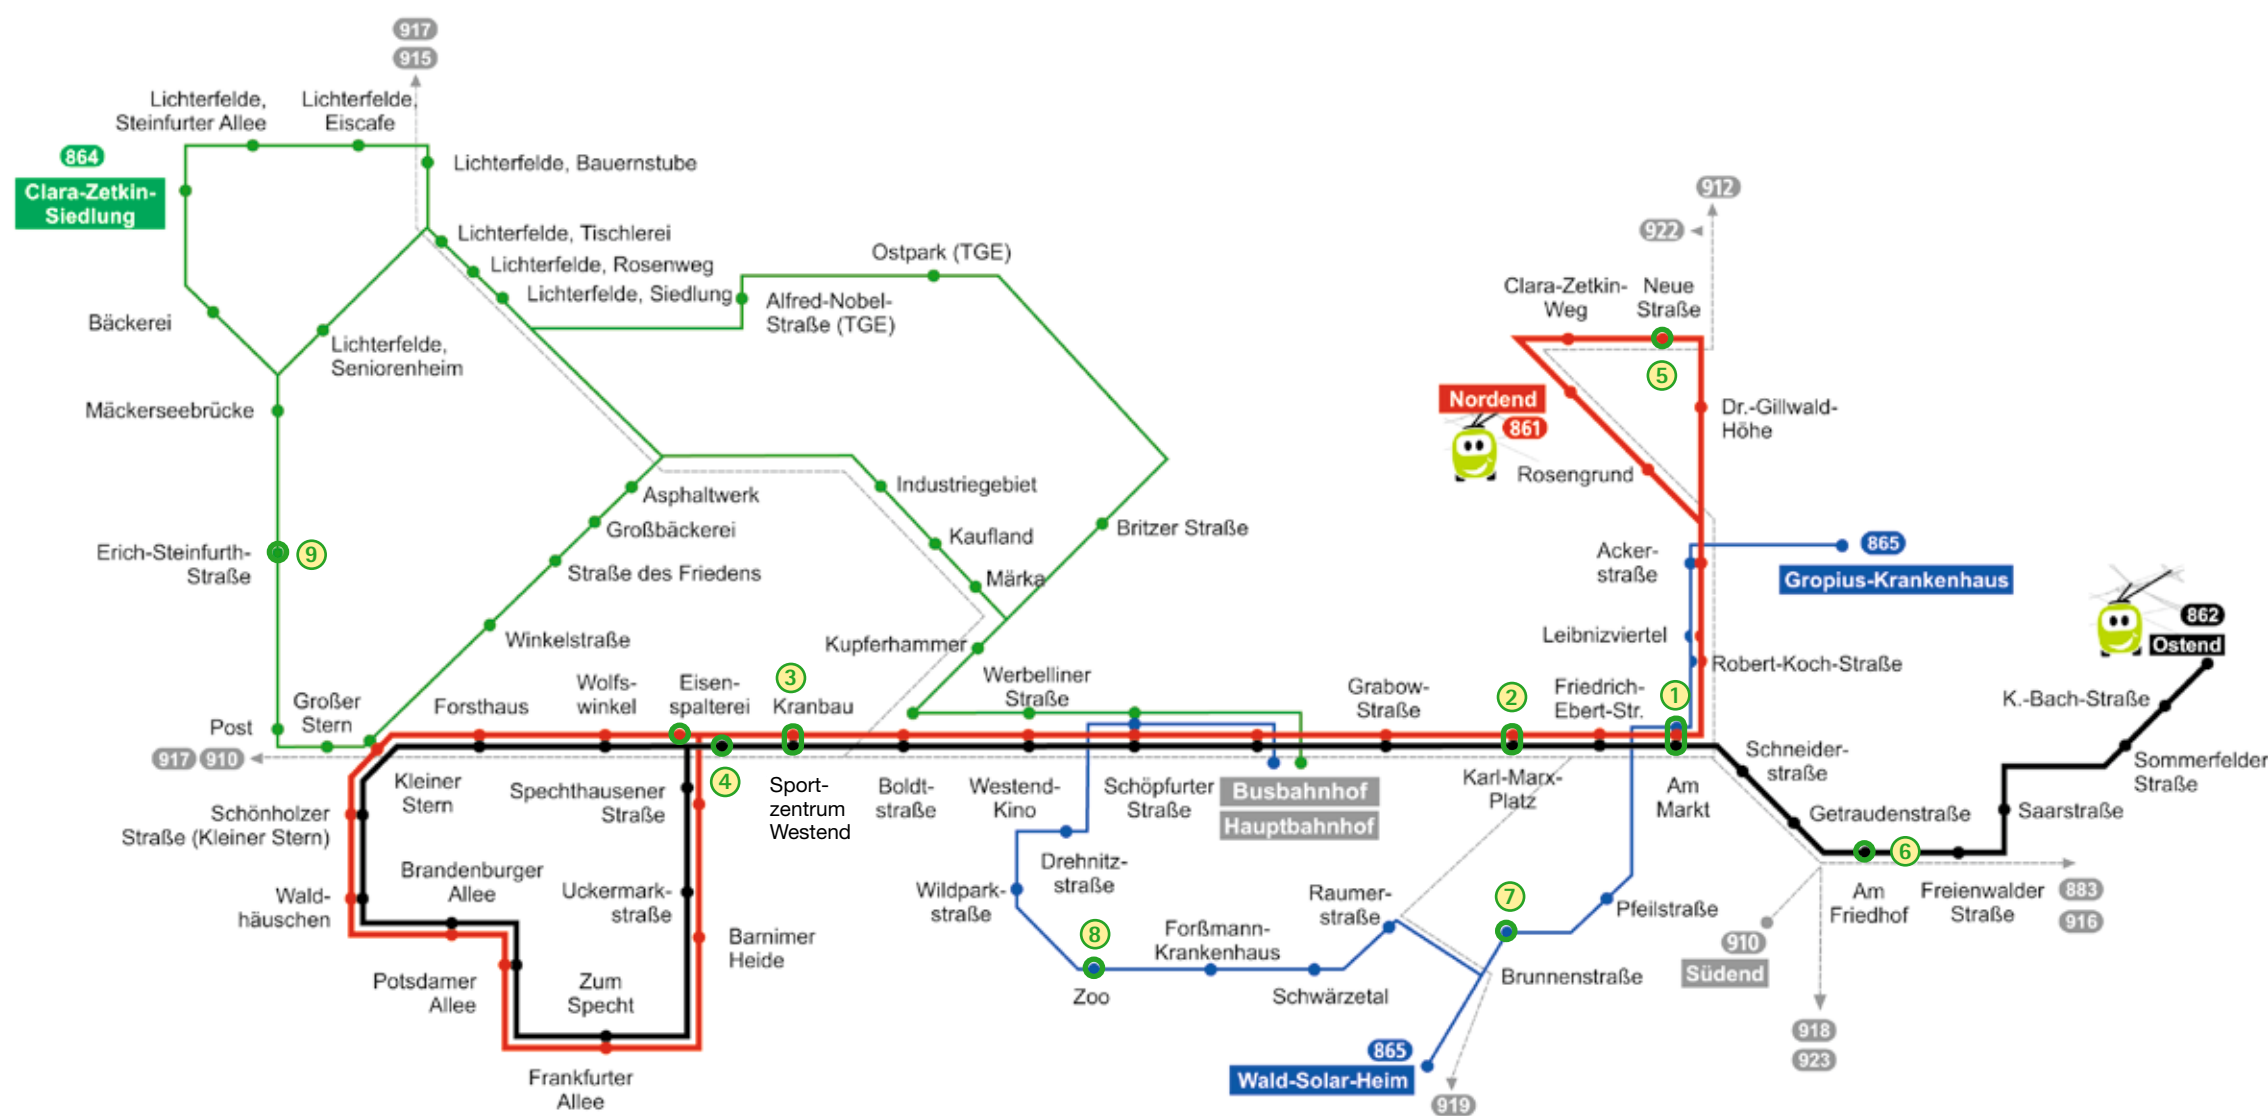 917
915
Lichterfelde,
Steinfurter Allee
Lichterfelde,
Eiscafe
864
Clara-Zetkin-
Siedlung
Lichterfelde, Bauernstube
Lichterfelde, Tischlerei
Lichterfelde, Rosenweg
Lichterfelde, Siedlung
Ostpark (TGE)
Alfred-Nobel-
Straße (TGE)
Bäckerei
Lichterfelde,
Seniorenheim
Mäckerseebrücke
Asphaltwerk
Großbäckerei
Straße des Friedens
Winkelstraße
Industriegebiet
Kaufland
Märka
Britzer Straße
Kupferhammer
Werbelliner
Straße
Erich-Steinfurth-
Straße
9
Post
Großer
Stern
917
910
Forsthaus
Wolfs-
winkel
Eisen-
spalterei
3
Kranbau
4
Kleiner
Stern
Spechthausener
Straße
Sport-
zentrum
Westend
Boldt-
straße
Westend-
Kino
Schöpfurter
Straße
Busbahnhof
Hauptbahnhof
Schönholzer
Straße (Kleiner Stern)
Wald-
häuschen
Brandenburger
Allee
Uckermark-
straße
Barnimer
Heide
Potsdamer
Allee
Zum
Specht
Frankfurter
Allee
912
922
Clara-Zetkin-
Weg
Neue
Straße
5
Nordend
861
Dr.-Gillwald-
Höhe
Rosengrund
Acker-
straße
865
Gropius-Krankenhaus
Leibnizviertel
Robert-Koch-Straße
862
Ostend
K.-Bach-Straße
Sommerfelder
Straße
Saarstraße
Grabow-
Straße
2
Friedrich-
Ebert-Str.
1
Karl-Marx-
Platz
Am
Markt
Schneider-
straße
Getraudenstraße
6
Am
Friedhof
Freienwalder
Straße
883
916
910
Südend
918
923
Drehnitz-
straße
Wildpark-
straße
8
Zoo
Forßmann-
Krankenhaus
Schwärzetal
Raumer-
straße
7
Pfeilstraße
Brunnenstraße
865
Wald-Solar-Heim
919